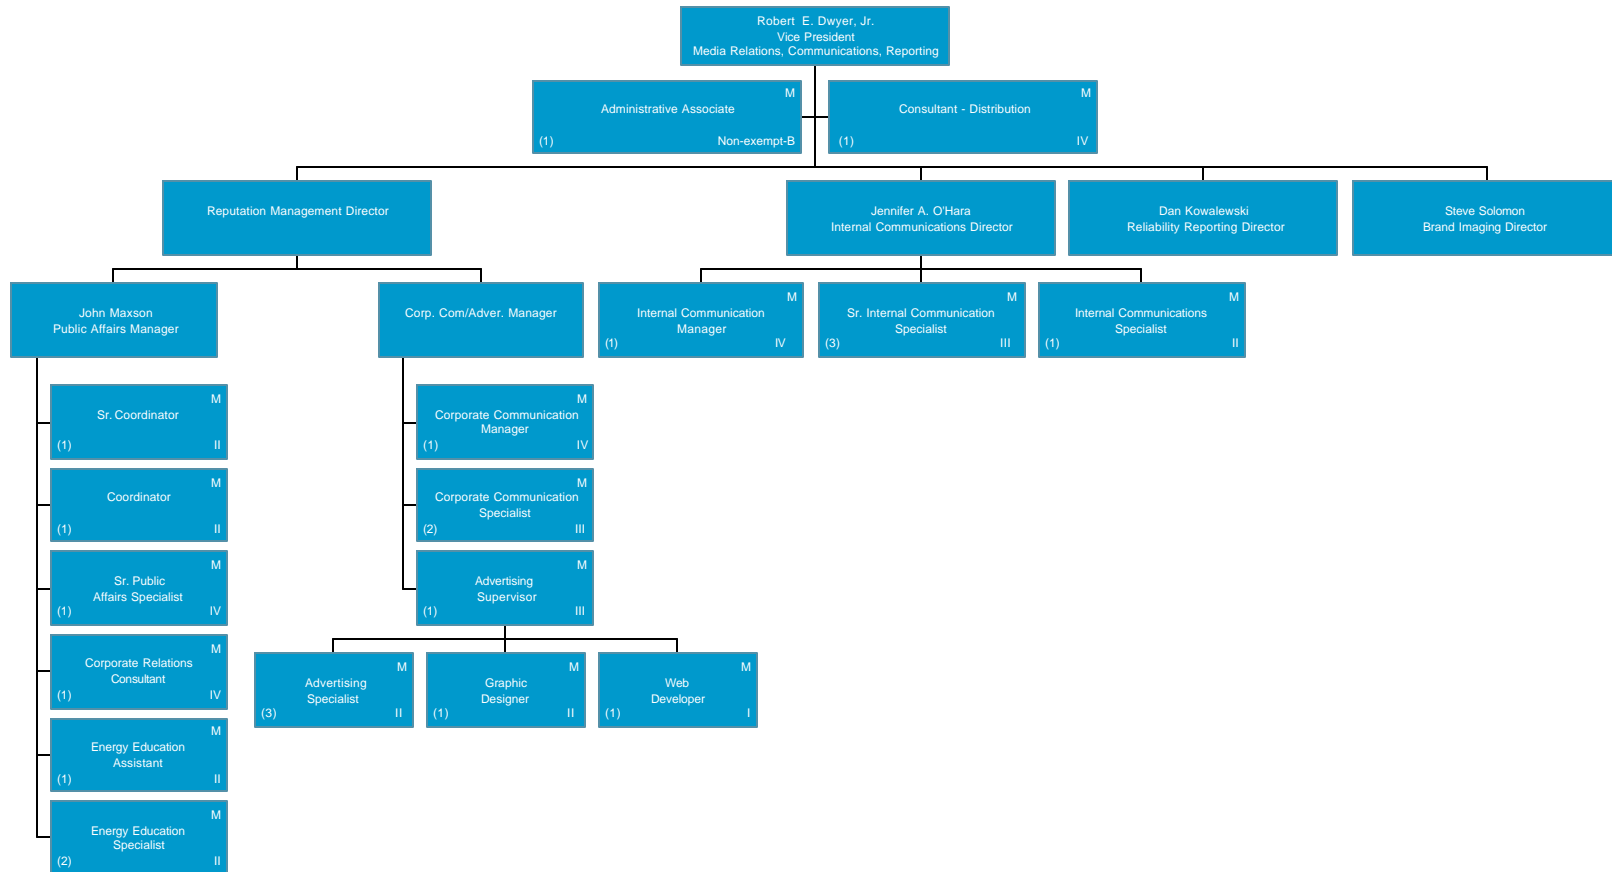 Robert E. Dwyer, Jr.
Vice President
Media Relations, Communications, Reporting
M
Administrative Associate
(1) Non-exempt-B
M
Consultant - Distribution
(1) IV
Reputation Management Director
Jennifer A. O'Hara
Internal Communications Director
Dan Kowalewski
Reliability Reporting Director
Steve Solomon
Brand Imaging Director
John Maxson
Public Affairs Manager
Corp. Com/Adver. Manager
M
Internal Communication
Manager
(1) IV
M
Sr. Internal Communication
Specialist
(3) III
M
Internal Communications
Specialist
(1) II
M
Sr. Coordinator
(1) II
M
Coordinator
(1) II
M
Sr. Public
Affairs Specialist
(1) IV
M
Corporate Relations
Consultant
(1) IV
M
Energy Education
Assistant
(1) II
M
Energy Education
Specialist
(2) II
M
Corporate Communication
Manager
(1) IV
M
Corporate Communication
Specialist
(2) III
M
Advertising
Supervisor
(1) III
M
Advertising
Specialist
(3) II
M
Graphic
Designer
(1) II
M
Web
Developer
(1) I